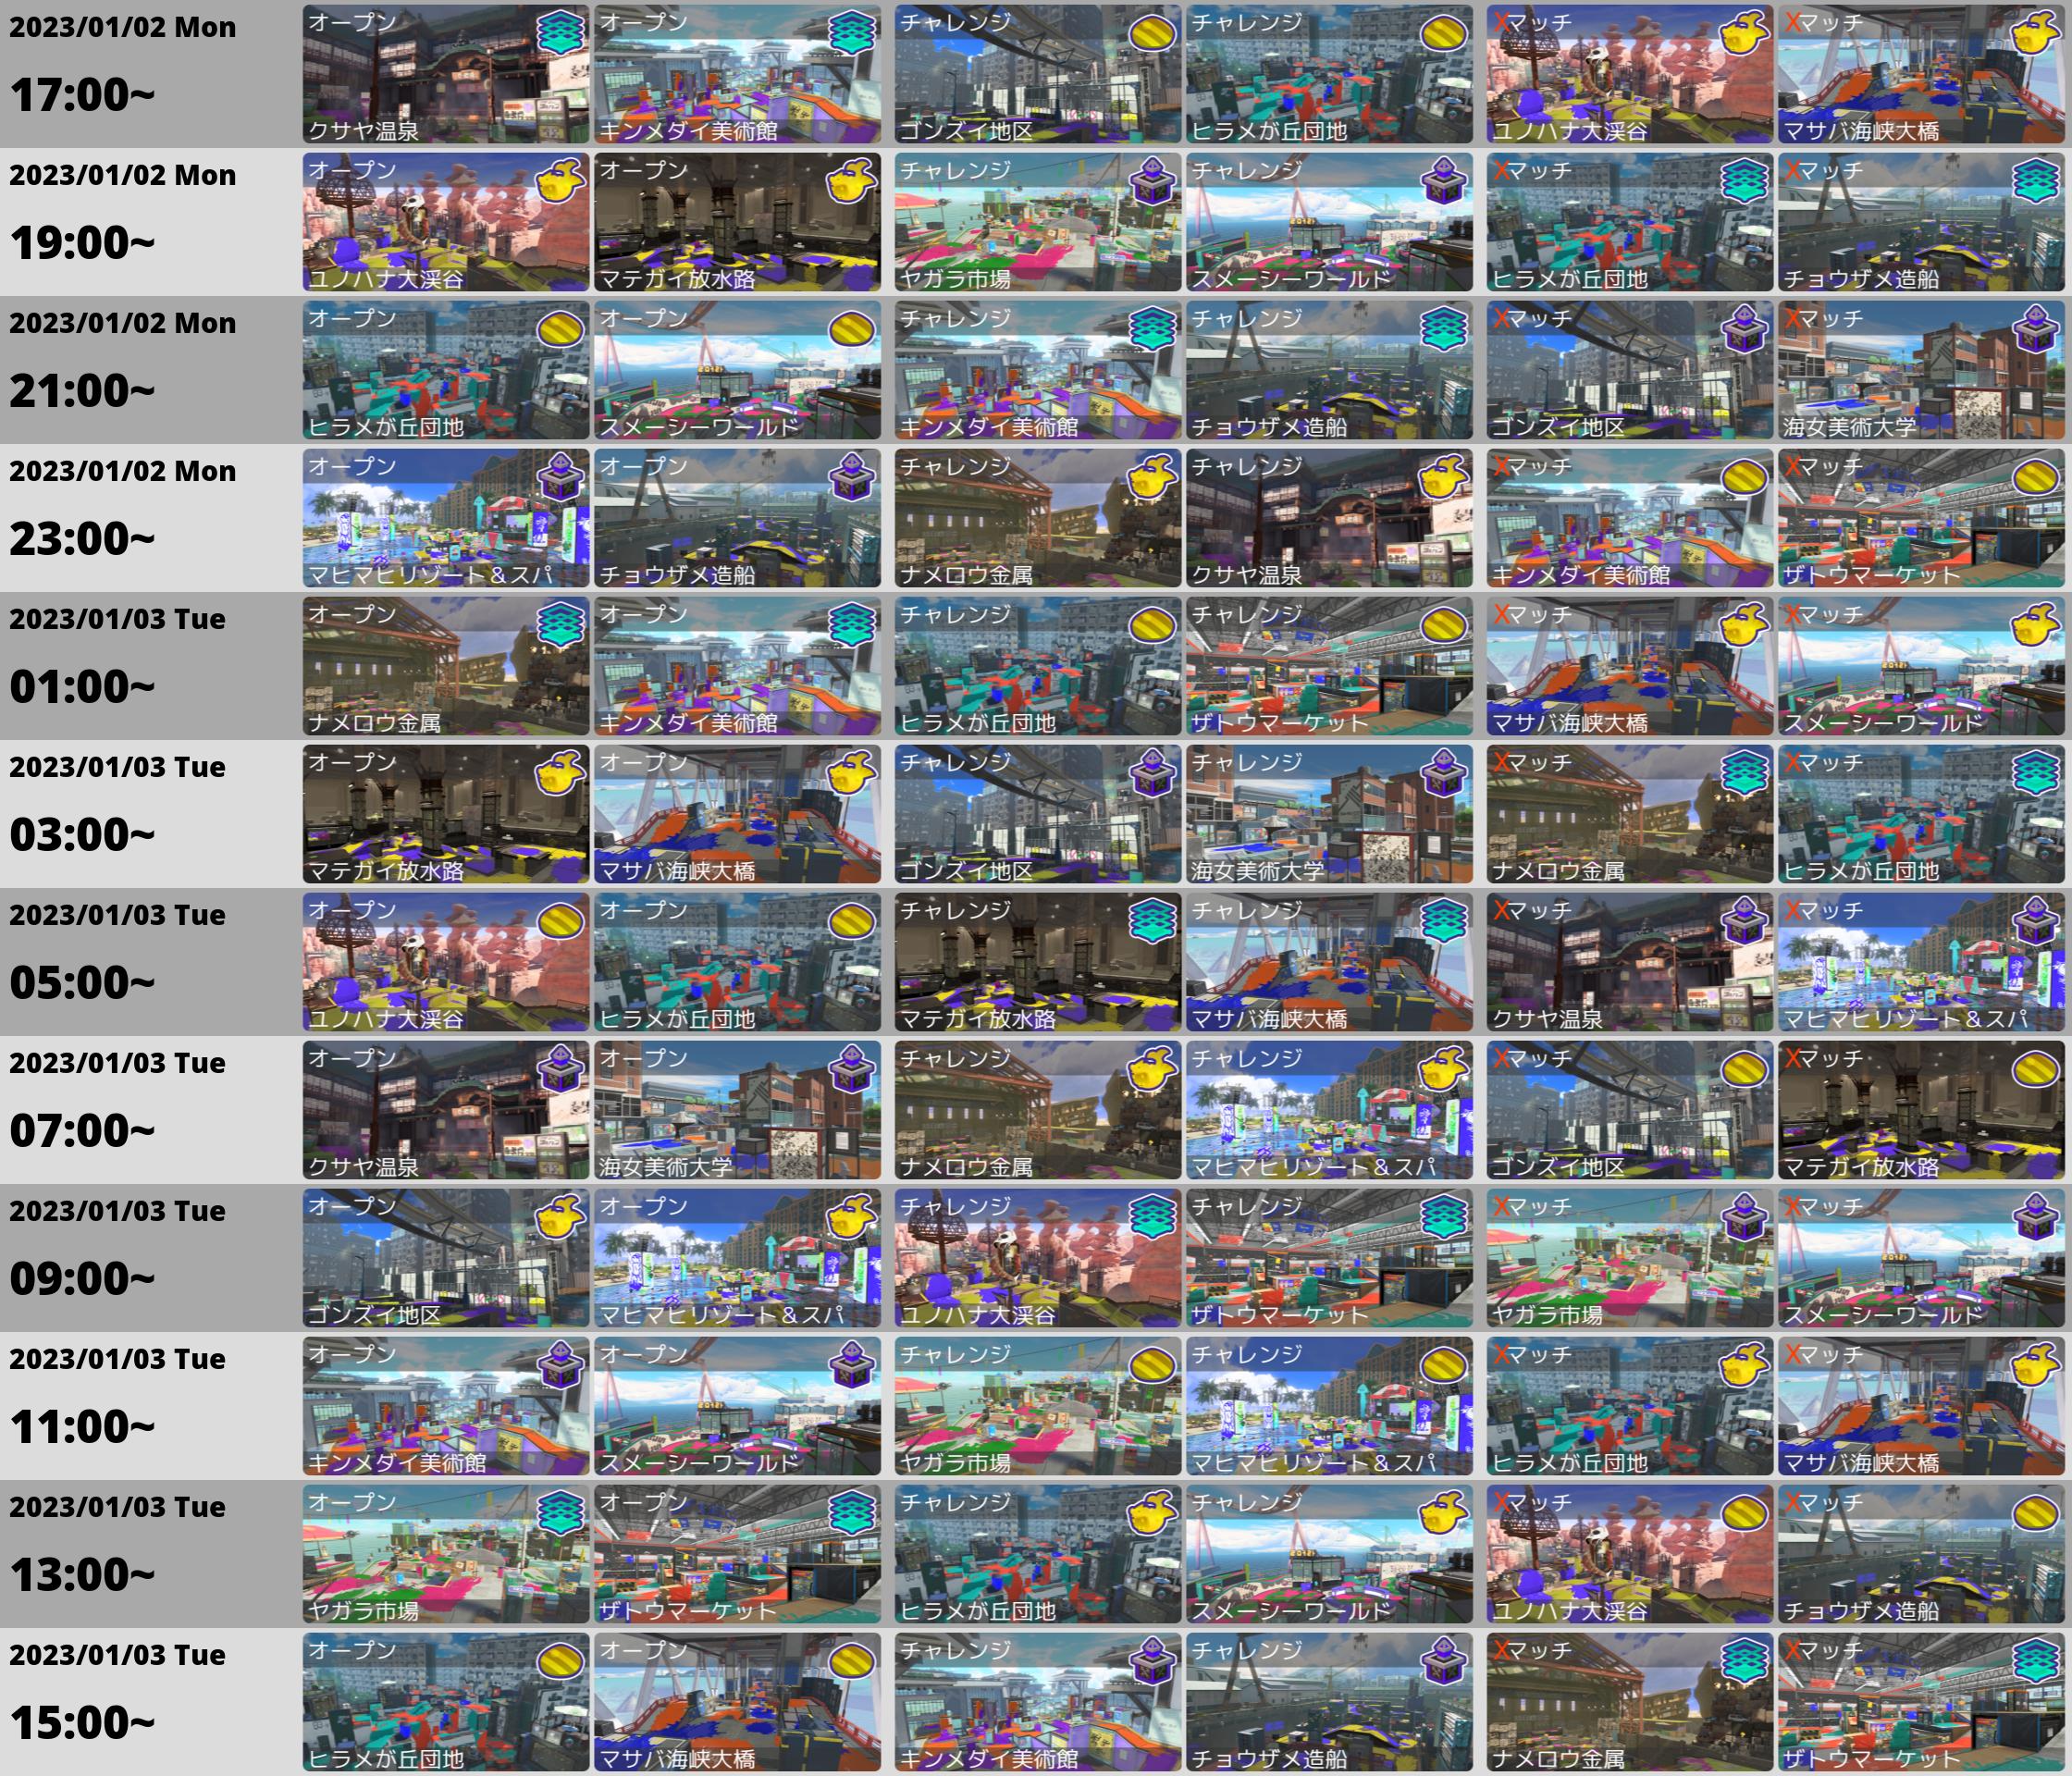 2023/01/02 Mon
17:00~
オープン オープン チャレンジ チャレンジ Xマッチ Xマッチ
クサヤ温泉 キンメダイ美術館 ゴンズイ地区 ヒラメが丘団地 ユノハナ大渓谷 マサバ海峡大橋
2023/01/02 Mon
19:00~
オープン オープン チャレンジ チャレンジ Xマッチ Xマッチ
ユノハナ大渓谷 マテガイ放水路 ヤガラ市場 スメーシーワールド ヒラメが丘団地 チョウザメ造船
2023/01/02 Mon
21:00~
オープン オープン チャレンジ チャレンジ Xマッチ Xマッチ
ヒラメが丘団地 スメーシーワールド キンメダイ美術館 チョウザメ造船 ゴンズイ地区 海女美術大学
2023/01/02 Mon
23:00~
オープン オープン チャレンジ チャレンジ Xマッチ Xマッチ
マヒマヒリゾート＆スパ チョウザメ造船 ナメロウ金属 クサヤ温泉 キンメダイ美術館 ザトウマーケット
2023/01/03 Tue
01:00~
オープン オープン チャレンジ チャレンジ Xマッチ Xマッチ
ナメロウ金属 キンメダイ美術館 ヒラメが丘団地 ザトウマーケット マサバ海峡大橋 スメーシーワールド
2023/01/03 Tue
03:00~
オープン オープン チャレンジ チャレンジ Xマッチ Xマッチ
マテガイ放水路 マサバ海峡大橋 ゴンズイ地区 海女美術大学 ナメロウ金属 ヒラメが丘団地
2023/01/03 Tue
05:00~
オープン オープン チャレンジ チャレンジ Xマッチ Xマッチ
ユノハナ大渓谷 ヒラメが丘団地 マテガイ放水路 マサバ海峡大橋 クサヤ温泉 マヒマヒリゾート＆スパ
2023/01/03 Tue
07:00~
オープン オープン チャレンジ チャレンジ Xマッチ Xマッチ
クサヤ温泉 海女美術大学 ナメロウ金属 マヒマヒリゾート＆スパ ゴンズイ地区 マテガイ放水路
2023/01/03 Tue
09:00~
オープン オープン チャレンジ チャレンジ Xマッチ Xマッチ
ゴンズイ地区 マヒマヒリゾート＆スパ ユノハナ大渓谷 ザトウマーケット ヤガラ市場 スメーシーワールド
2023/01/03 Tue
11:00~
オープン オープン チャレンジ チャレンジ Xマッチ Xマッチ
キンメダイ美術館 スメーシーワールド ヤガラ市場 マヒマヒリゾート＆スパ ヒラメが丘団地 マサバ海峡大橋
2023/01/03 Tue
13:00~
オープン オープン チャレンジ チャレンジ Xマッチ Xマッチ
ヤガラ市場 ザトウマーケット ヒラメが丘団地 スメーシーワールド ユノハナ大渓谷 チョウザメ造船
2023/01/03 Tue
15:00~
オープン オープン チャレンジ チャレンジ Xマッチ Xマッチ
ヒラメが丘団地 マサバ海峡大橋 キンメダイ美術館 チョウザメ造船 ナメロウ金属 ザトウマーケット